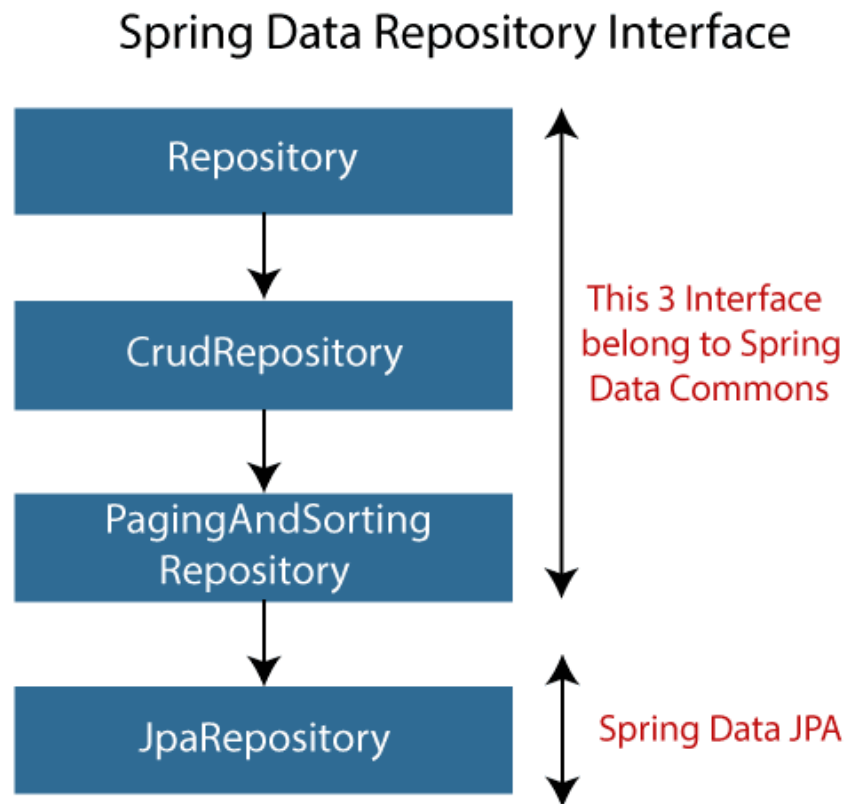 Spring Data Repository Interface
Repository
CrudRepository
This 3 Interface
belong to Spring
Data Commons
PagingAndSorting
Repository
JpaRepository
Spring Data JPA